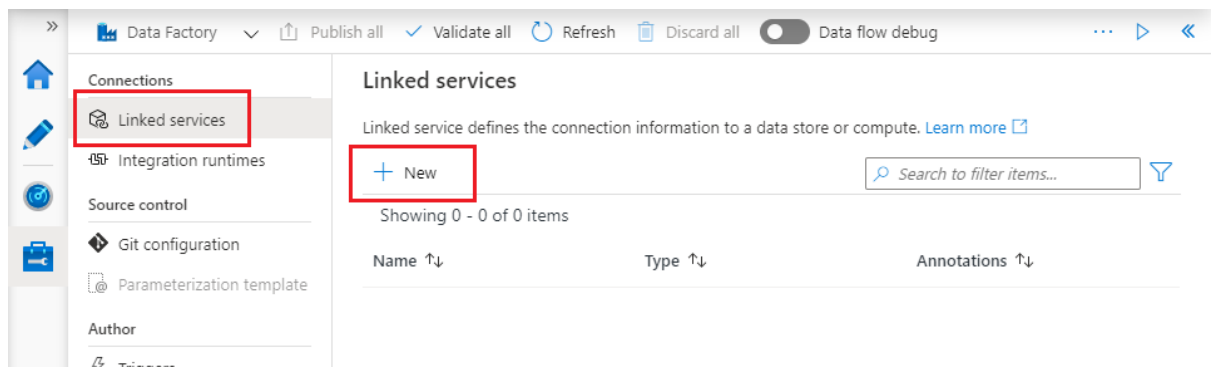 Data Factory Publish all Validate all Refresh Discard all Data flow debug
Connections
Linked services
Integration runtimes
Source control
Git configuration
Parameterization template
Author
Triggers
Linked services
Linked service defines the connection information to a data store or compute. Learn more
+ New
Search to filter items...
Showing 0 - 0 of 0 items
Name Type Annotations